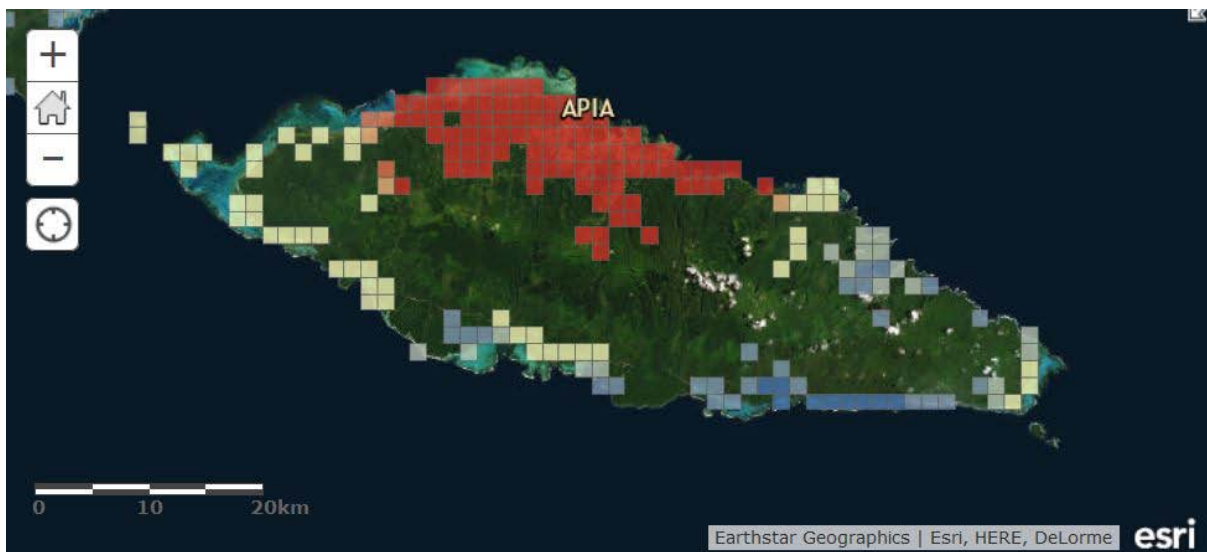 +
−
APIA
0 10 20km
Earthstar Geographics | Esri, HERE, DeLorme
esri